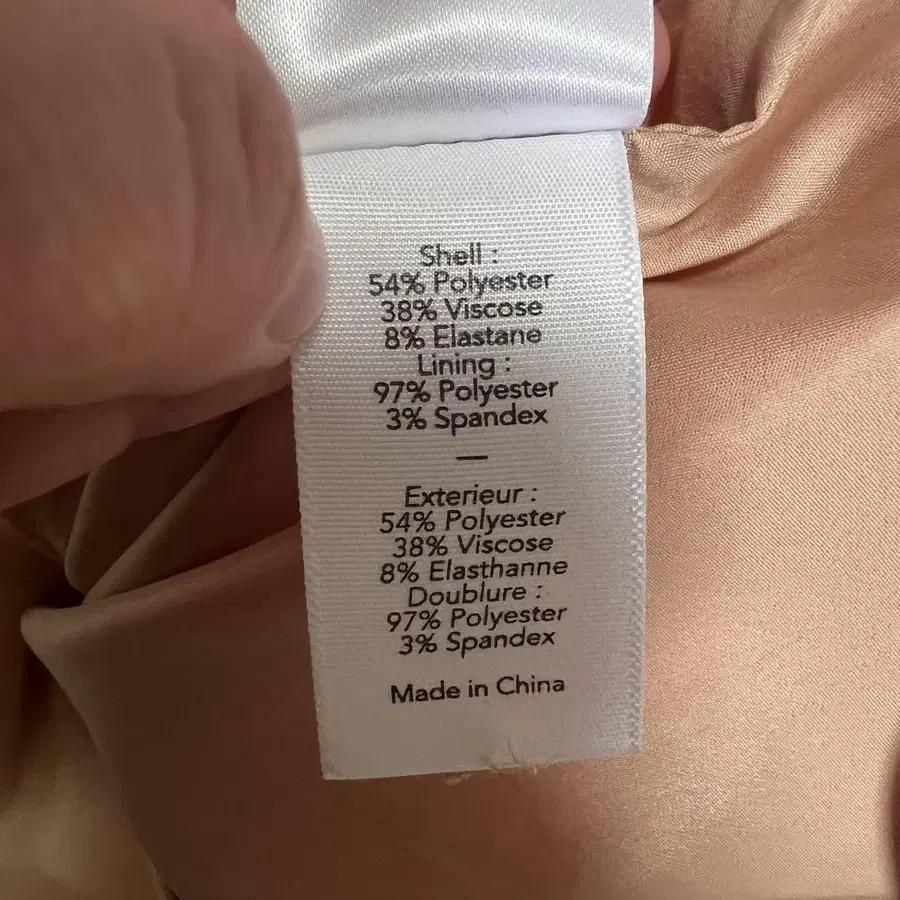 Shell :
54% Polyester
38% Viscose
8% Elastane
Lining :
97% Polyester
3% Spandex
—
Exterieur :
54% Polyester
38% Viscose
8% Elasthanne
Doublure :
97% Polyester
3% Spandex
Made in China